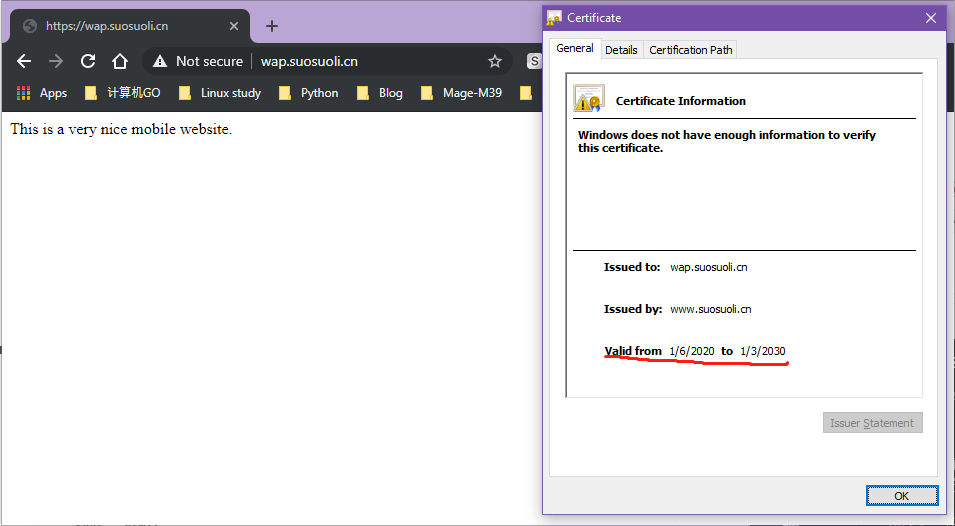 https://wap.suosuoli.cn
Not secure | wap.suosuoli.cn
S
Apps 计算机GO Linux study Python Blog Mage-M39
This is a very nice mobile website.
Certificate
General Details Certification Path
Certificate Information
Windows does not have enough information to verify
this certificate.
Issued to: wap.suosuoli.cn
Issued by: www.suosuoli.cn
Valid from 1/6/2020 to 1/3/2030
Issuer Statement
OK